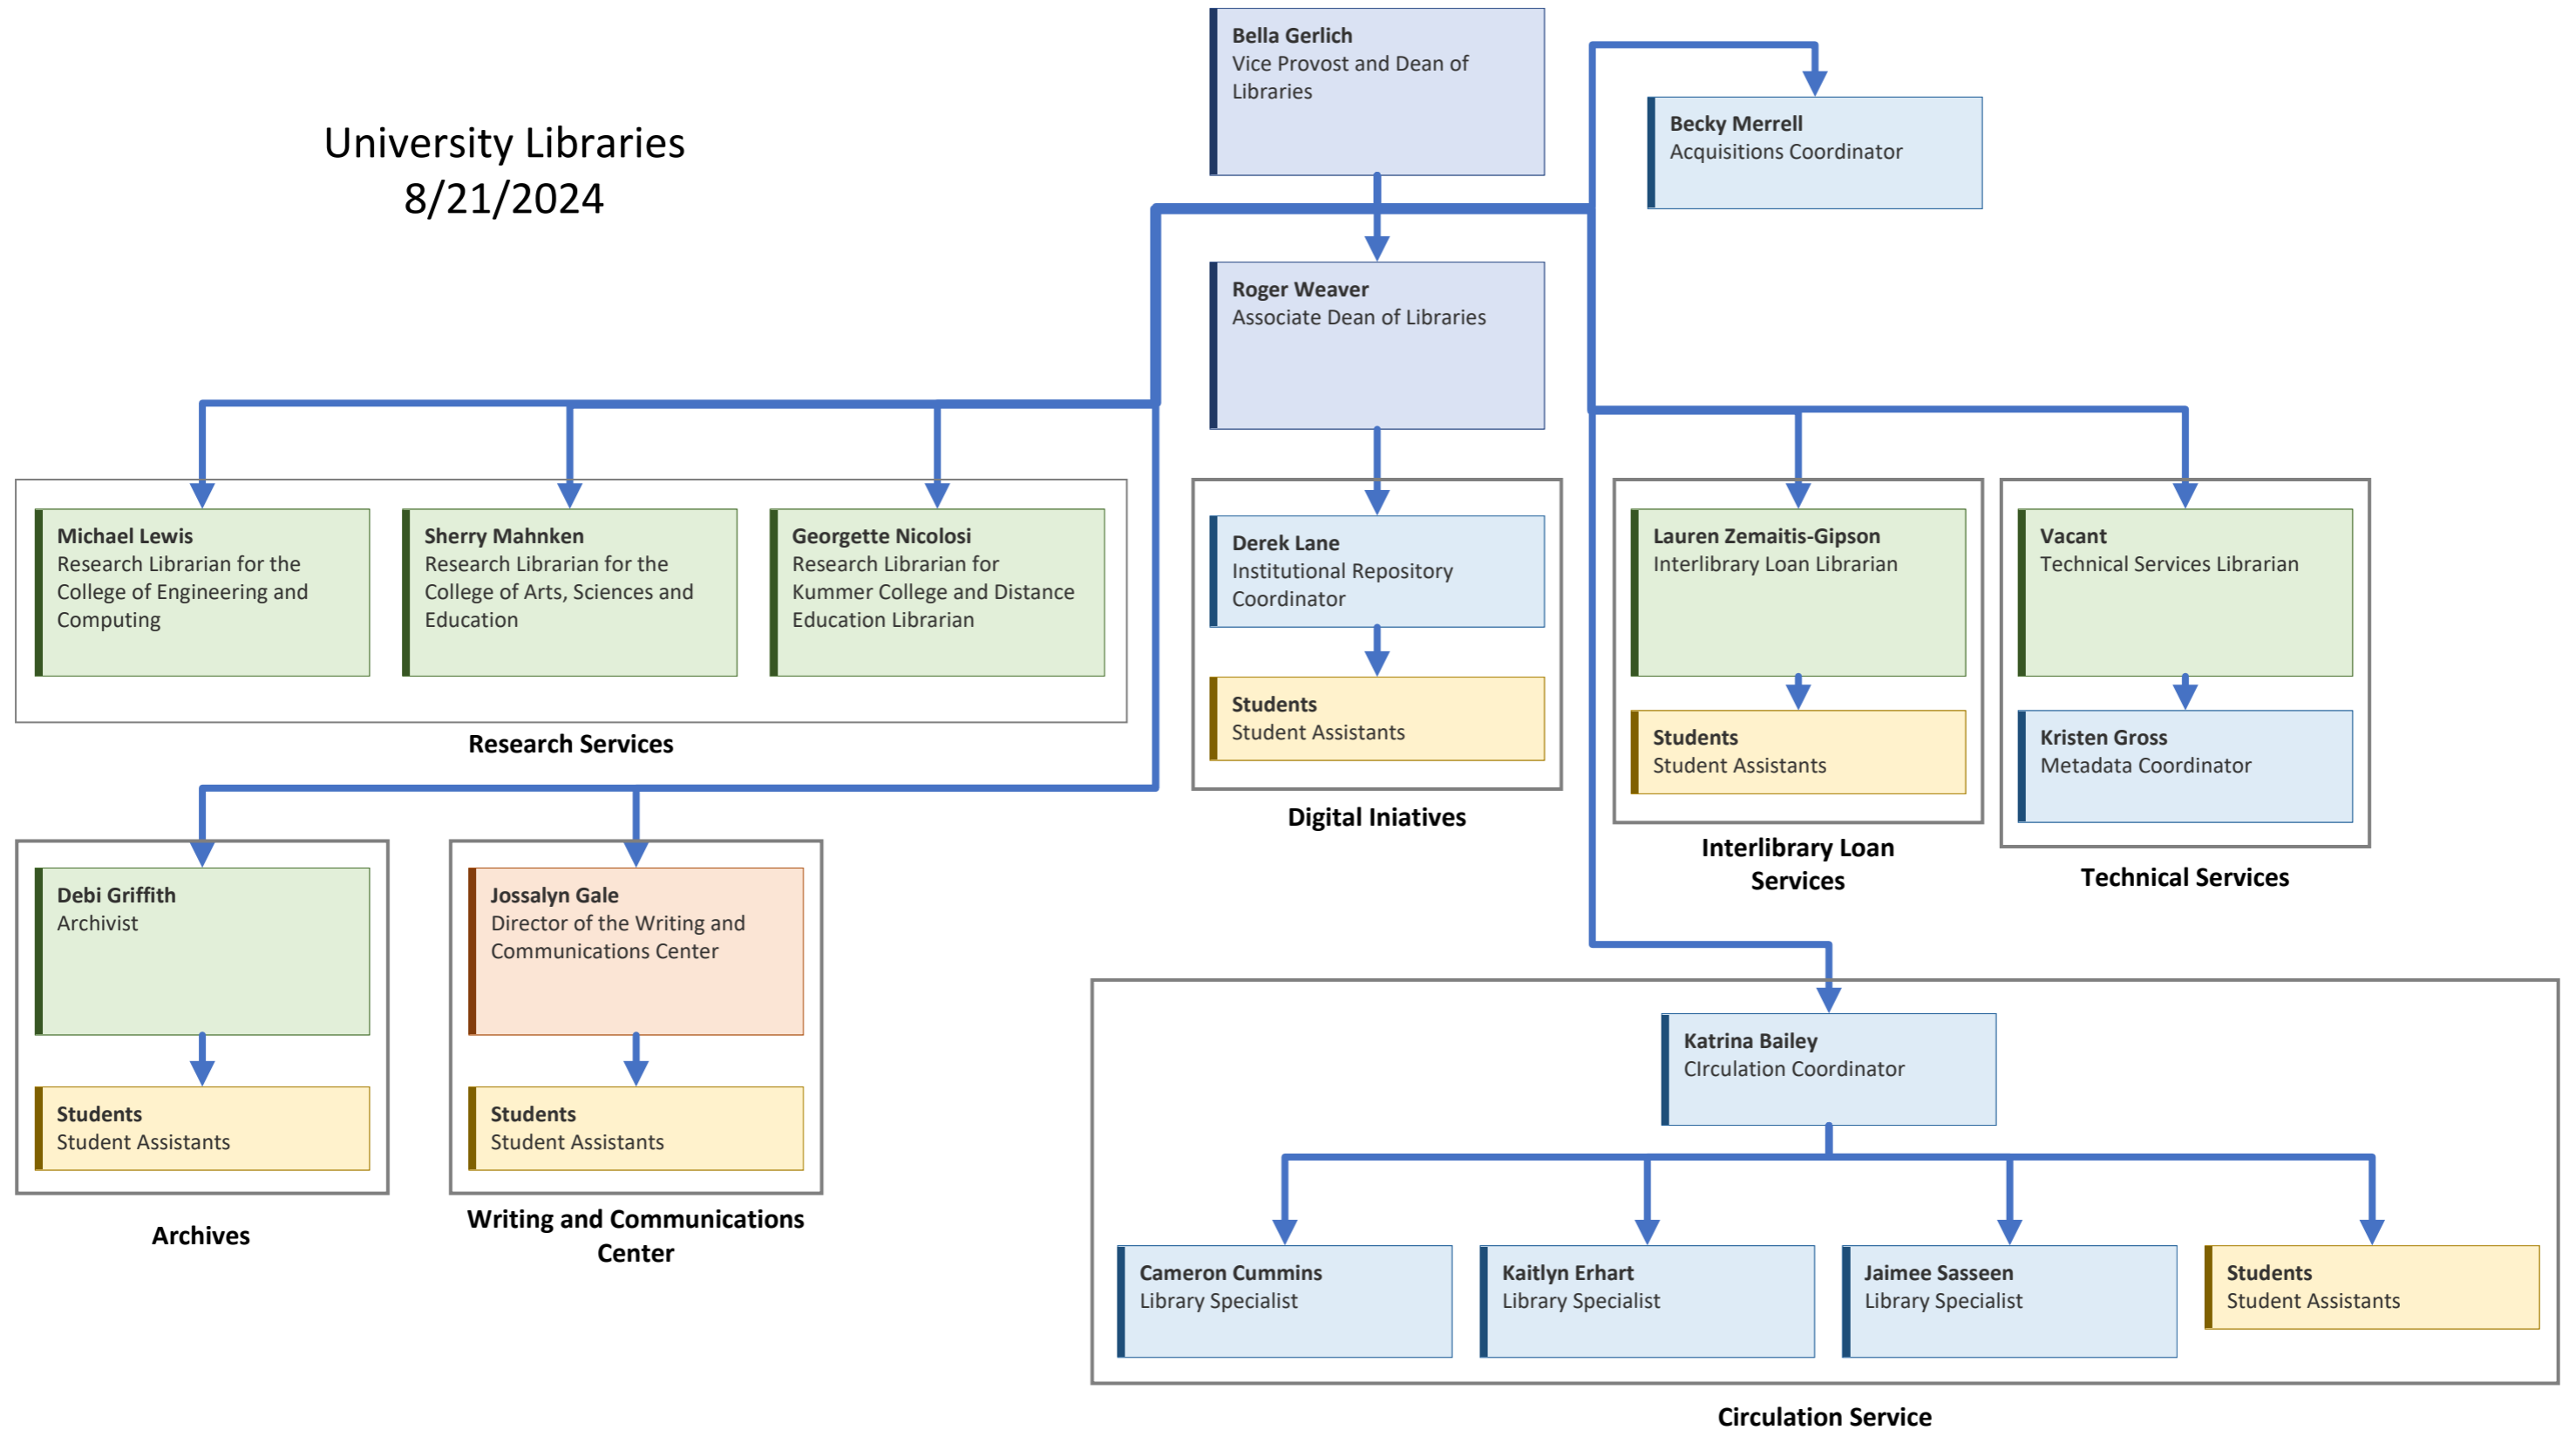 University Libraries
8/21/2024
Bella Gerlich
Vice Provost and Dean of
Libraries
Becky Merrell
Acquisitions Coordinator
Roger Weaver
Associate Dean of Libraries
Michael Lewis
Research Librarian for the
College of Engineering and
Computing
Sherry Mahnken
Research Librarian for the
College of Arts, Sciences and
Education
Georgette Nicolosi
Research Librarian for
Kummer College and Distance
Education Librarian
Research Services
Derek Lane
Institutional Repository
Coordinator
Students
Student Assistants
Digital Iniatives
Lauren Zemaitis-Gipson
Interlibrary Loan Librarian
Students
Student Assistants
Interlibrary Loan
Services
Vacant
Technical Services Librarian
Kristen Gross
Metadata Coordinator
Technical Services
Debi Griffith
Archivist
Students
Student Assistants
Archives
Jossalyn Gale
Director of the Writing and
Communications Center
Students
Student Assistants
Writing and Communications
Center
Katrina Bailey
CIrculation Coordinator
Cameron Cummins
Library Specialist
Kaitlyn Erhart
Library Specialist
Jaimee Sasseen
Library Specialist
Students
Student Assistants
Circulation Service